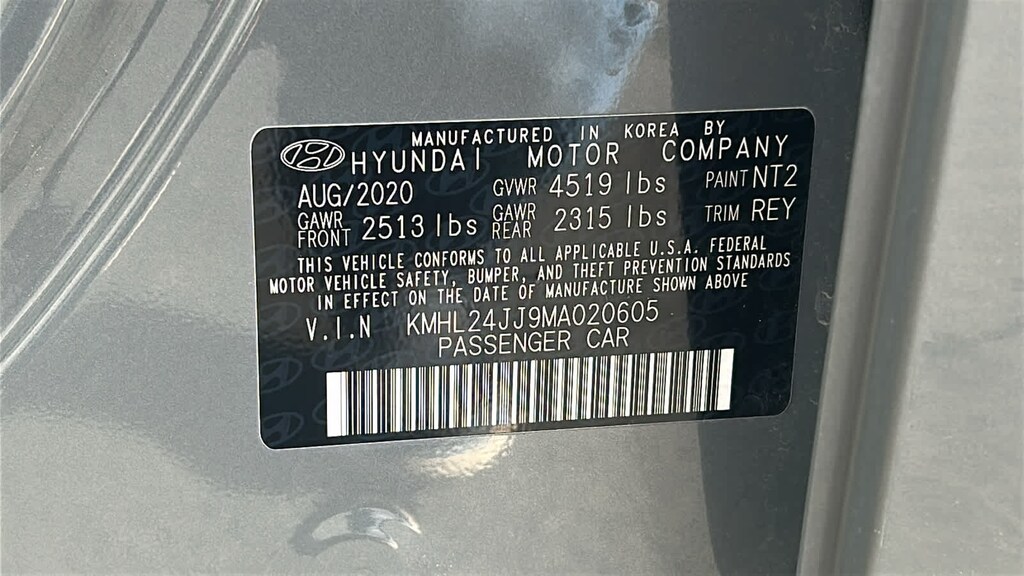 MANUFACTURED IN KOREA BY
HYUNDAI MOTOR COMPANY
AUG/2020 GVWR 4519 lbs PAINT NT2
GAWR FRONT 2513 lbs GAWR REAR 2315 lbs TRIM REY
THIS VEHICLE CONFORMS TO ALL APPLICABLE U.S.A. FEDERAL
MOTOR VEHICLE SAFETY, BUMPER, AND THEFT PREVENTION STANDARDS
IN EFFECT ON THE DATE OF MANUFACTURE SHOWN ABOVE
V.I.N KMHL24JJ9MA020605
PASSENGER CAR